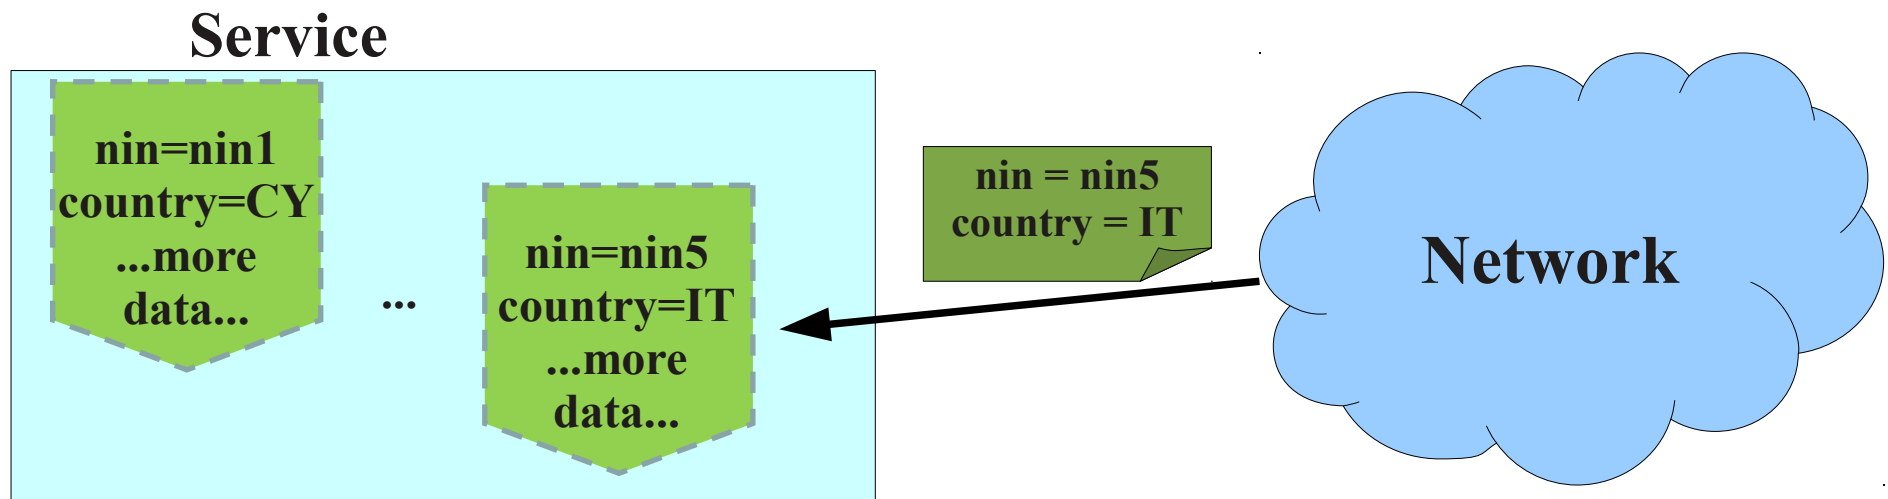 Service
nin=nin1
country=CY
...more
data...
...
nin=nin5
country=IT
...more
data...
nin = nin5
country = IT
Network